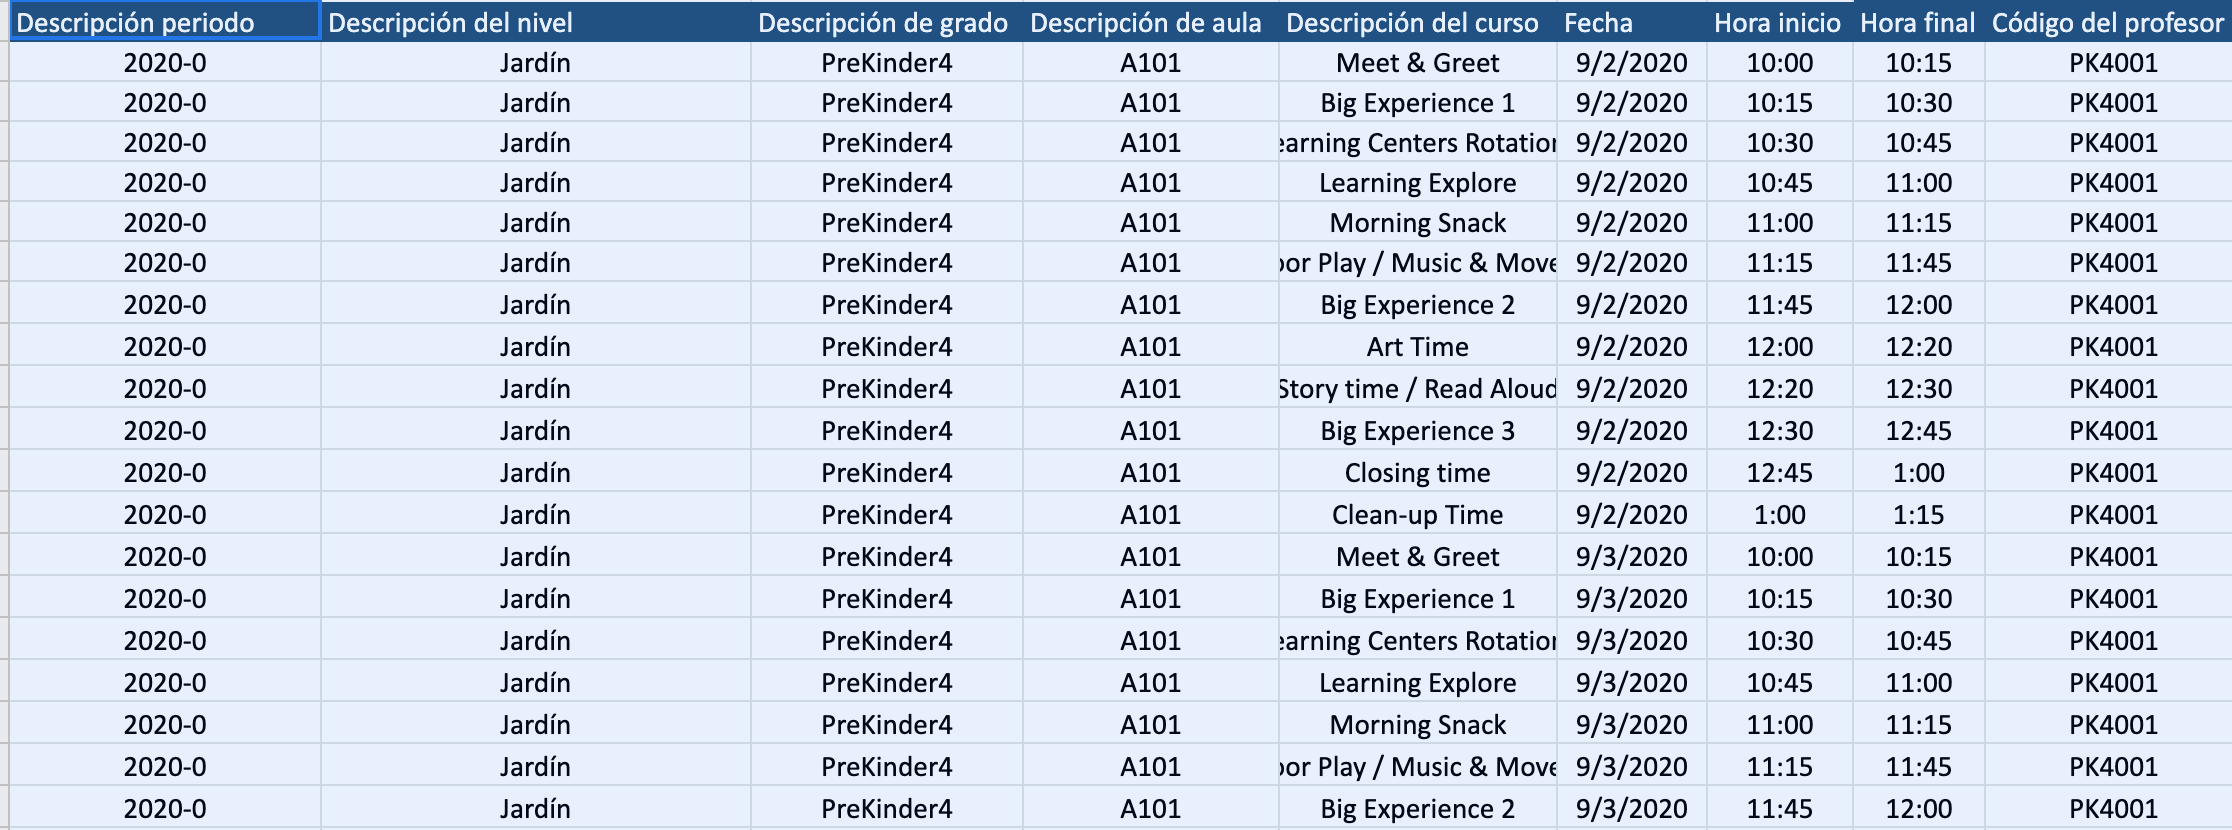 Descripción periodo Descripción del nivel Descripción de grado Descripción de aula Descripción del curso Fecha Hora inicio Hora final Código del profesor
2020-0 Jardín PreKinder4 A101 Meet & Greet 9/2/2020 10:00 10:15 PK4001
2020-0 Jardín PreKinder4 A101 Big Experience 1 9/2/2020 10:15 10:30 PK4001
2020-0 Jardín PreKinder4 A101 earning Centers Rotation 9/2/2020 10:30 10:45 PK4001
2020-0 Jardín PreKinder4 A101 Learning Explore 9/2/2020 10:45 11:00 PK4001
2020-0 Jardín PreKinder4 A101 Morning Snack 9/2/2020 11:00 11:15 PK4001
2020-0 Jardín PreKinder4 A101 oor Play / Music & Move 9/2/2020 11:15 11:45 PK4001
2020-0 Jardín PreKinder4 A101 Big Experience 2 9/2/2020 11:45 12:00 PK4001
2020-0 Jardín PreKinder4 A101 Art Time 9/2/2020 12:00 12:20 PK4001
2020-0 Jardín PreKinder4 A101 Story time / Read Aloud 9/2/2020 12:20 12:30 PK4001
2020-0 Jardín PreKinder4 A101 Big Experience 3 9/2/2020 12:30 12:45 PK4001
2020-0 Jardín PreKinder4 A101 Closing time 9/2/2020 12:45 1:00 PK4001
2020-0 Jardín PreKinder4 A101 Clean-up Time 9/2/2020 1:00 1:15 PK4001
2020-0 Jardín PreKinder4 A101 Meet & Greet 9/3/2020 10:00 10:15 PK4001
2020-0 Jardín PreKinder4 A101 Big Experience 1 9/3/2020 10:15 10:30 PK4001
2020-0 Jardín PreKinder4 A101 earning Centers Rotation 9/3/2020 10:30 10:45 PK4001
2020-0 Jardín PreKinder4 A101 Learning Explore 9/3/2020 10:45 11:00 PK4001
2020-0 Jardín PreKinder4 A101 Morning Snack 9/3/2020 11:00 11:15 PK4001
2020-0 Jardín PreKinder4 A101 oor Play / Music & Move 9/3/2020 11:15 11:45 PK4001
2020-0 Jardín PreKinder4 A101 Big Experience 2 9/3/2020 11:45 12:00 PK4001